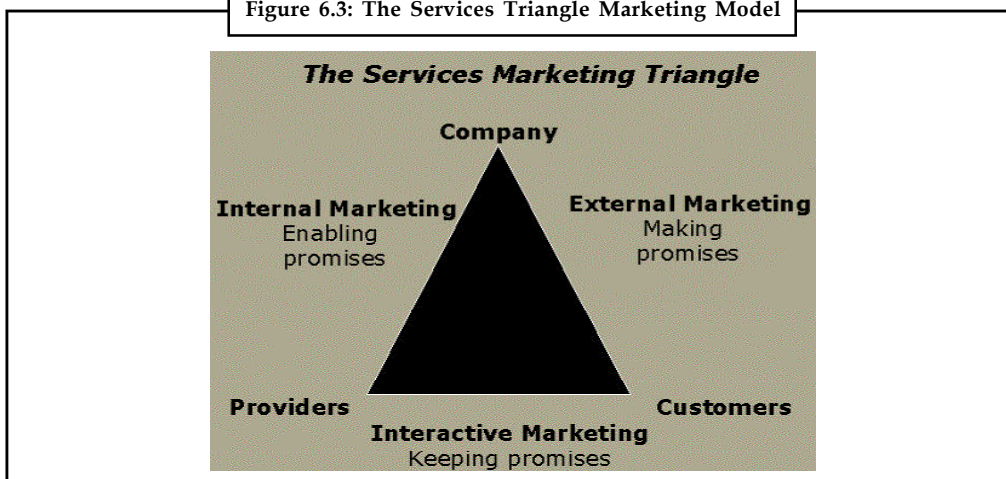 Figure 6.3: The Services Triangle Marketing Model
The Services Marketing Triangle
Company
Internal Marketing
Enabling
promises
External Marketing
Making
promises
Providers
Customers
Interactive Marketing
Keeping promises